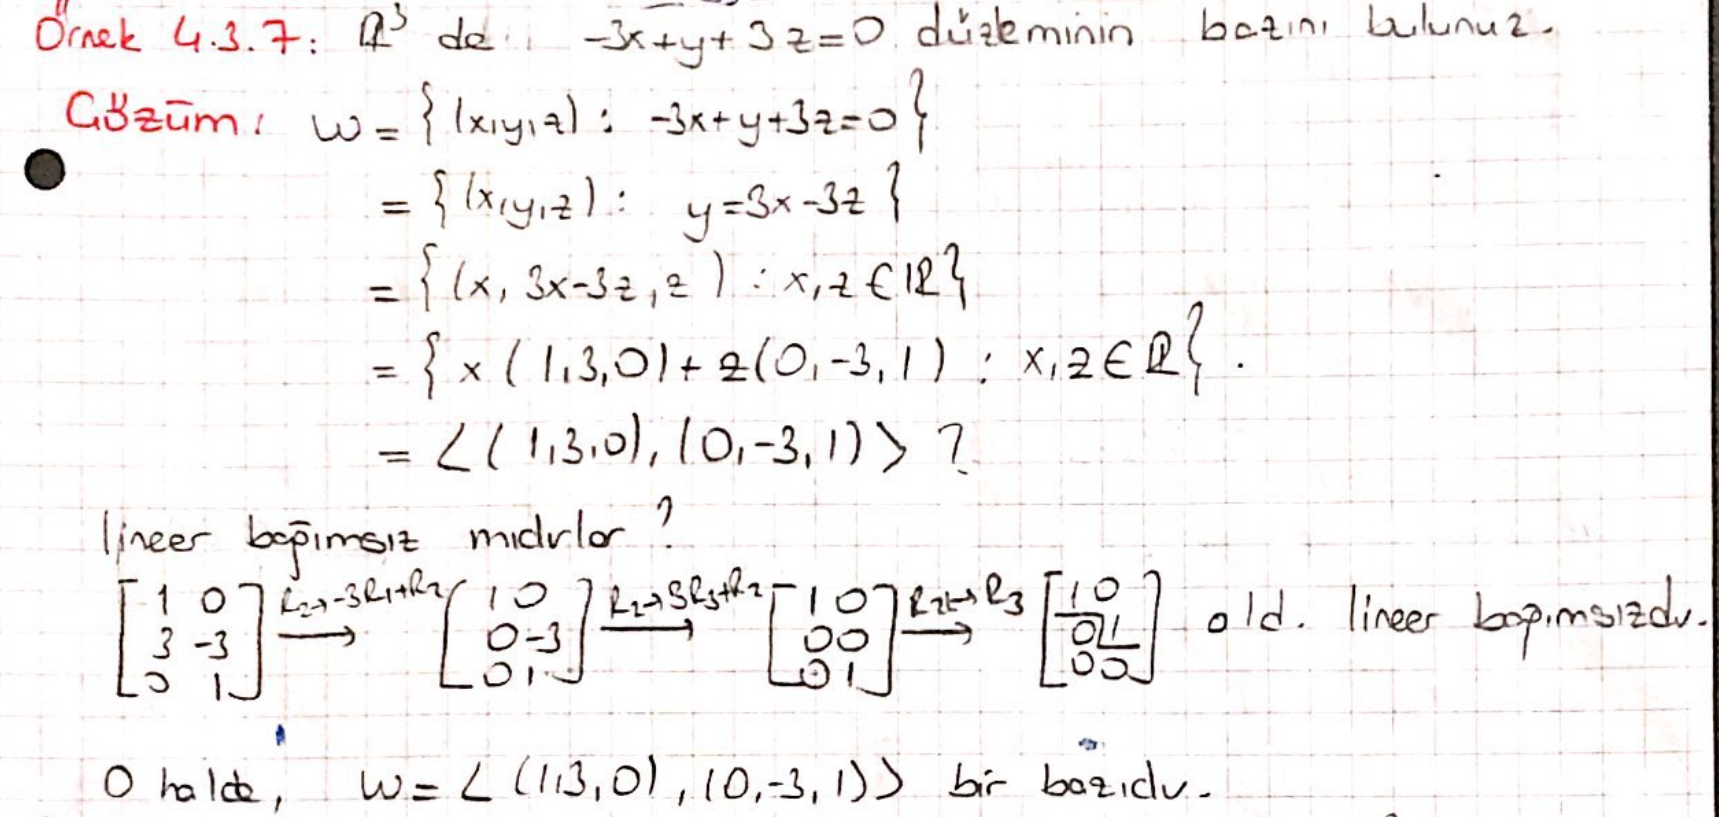 Örnek 4.3.7: ℝ³ de -3x+y+3z=0 düzleminin bazını bulunuz.
Çözüm: W = { (x,y,z) : -3x+y+3z=0 }
= { (x,y,z) : y=3x-3z }
= { (x, 3x-3z, z ) : x,z ∈ ℝ }
= { x ( 1,3,0) + z(0,-3,1) : x,z ∈ ℝ } .
= < ( 1,3,0), (0,-3,1) > ?
lineer bağımsız mıdırlar ?
[1 0; 3 -3; 0 1] R₂→-3R₁+R₂ [1 0; 0 -3; 0 1] R₂→3R₃+R₂ [1 0; 0 0; 0 1] R₂↔R₃ [1 0; 0 1; 0 0] old. lineer bağımsızdır.
O halde, W = < (1,3,0) , (0,-3,1) > bir bazıdır.